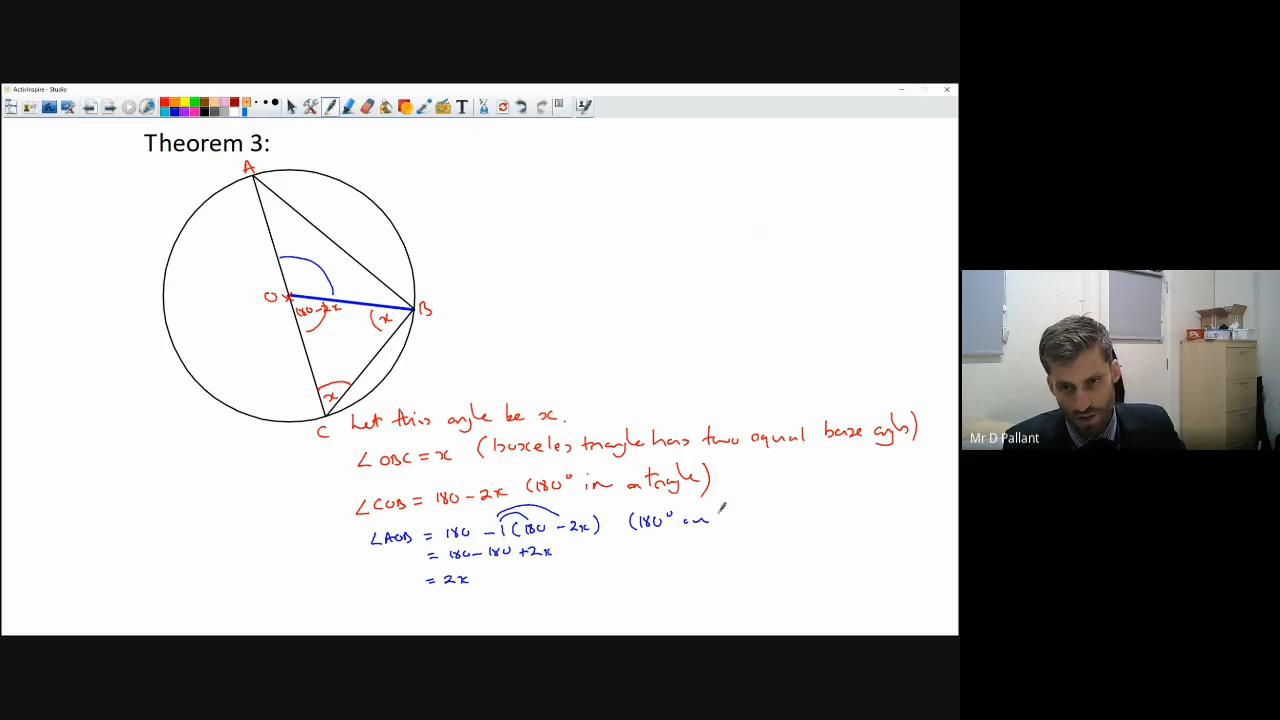 ActivInspire - Studio
T
Theorem 3:
A
O
180-2x
x
B
x
C
Let this angle be x.
∠OBC = x (Isosceles triangle has two equal base angles)
∠COB = 180 - 2x (180° in a triangle)
∠AOB = 180 - 1(180 - 2x) (180° on
= 180 - 180 + 2x
= 2x
Mr D Pallant